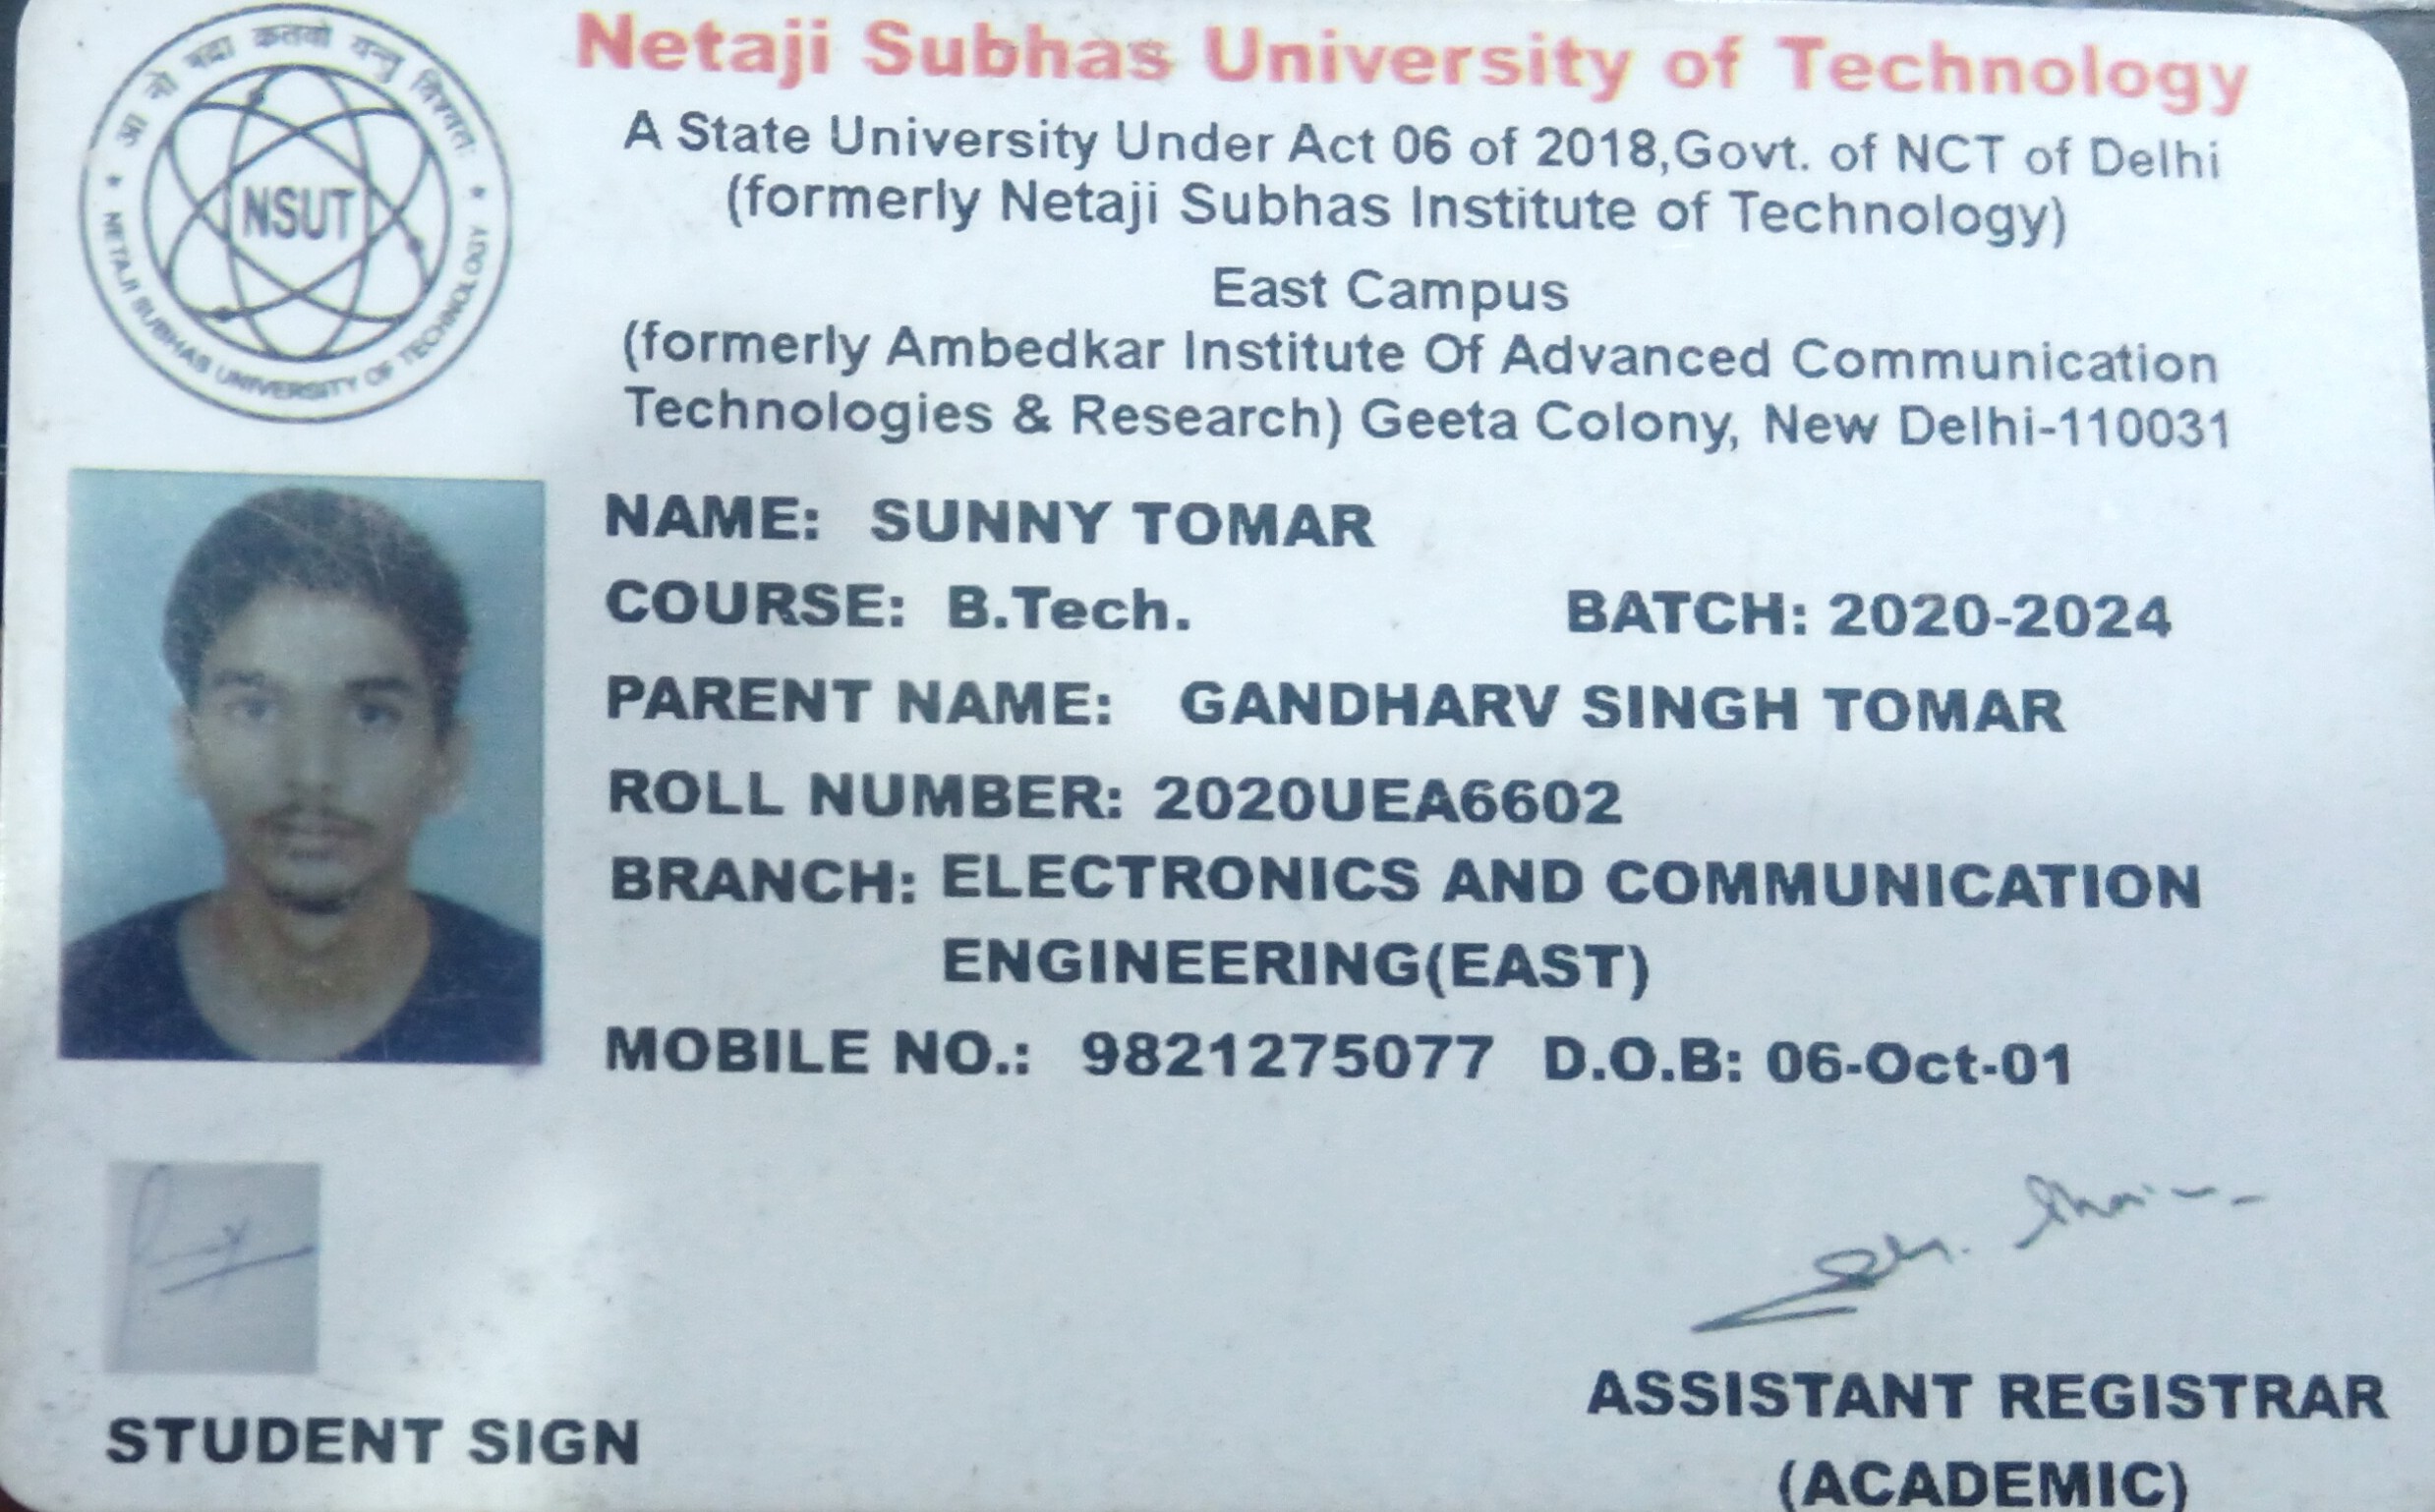 आ नो भद्रा क्रतवो यन्तु विश्वतः
NSUT
NETAJI SUBHAS UNIVERSITY OF TECHNOLOGY
Netaji Subhas University of Technology
A State University Under Act 06 of 2018,Govt. of NCT of Delhi
(formerly Netaji Subhas Institute of Technology)
East Campus
(formerly Ambedkar Institute Of Advanced Communication
Technologies & Research) Geeta Colony, New Delhi-110031
NAME: SUNNY TOMAR
COURSE: B.Tech. BATCH: 2020-2024
PARENT NAME: GANDHARV SINGH TOMAR
ROLL NUMBER: 2020UEA6602
BRANCH: ELECTRONICS AND COMMUNICATION
ENGINEERING(EAST)
MOBILE NO.: 9821275077 D.O.B: 06-Oct-01
STUDENT SIGN
ASSISTANT REGISTRAR
(ACADEMIC)